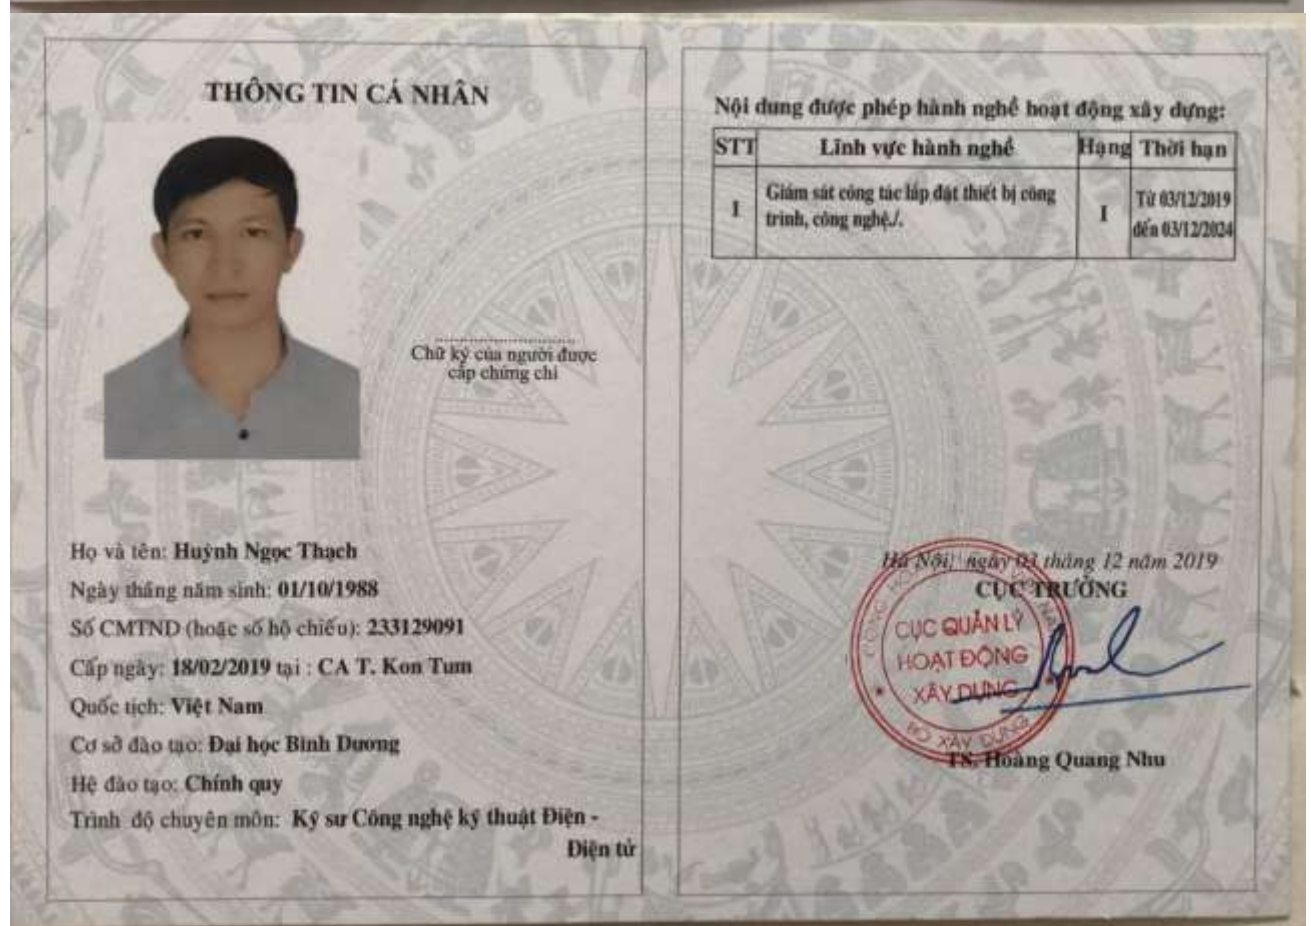 THÔNG TIN CÁ NHÂN
Chữ ký của người được
cấp chứng chỉ
Họ và tên: Huỳnh Ngọc Thạch
Ngày tháng năm sinh: 01/10/1988
Số CMTND (hoặc số hộ chiếu): 233129091
Cấp ngày: 18/02/2019 tại : CA T. Kon Tum
Quốc tịch: Việt Nam
Cơ sở đào tạo: Đại học Bình Dương
Hệ đào tạo: Chính quy
Trình độ chuyên môn: Kỹ sư Công nghệ kỹ thuật Điện -
Điện tử
Nội dung được phép hành nghề hoạt động xây dựng:
STT Lĩnh vực hành nghề Hạng Thời hạn
1 Giám sát công tác lắp đặt thiết bị công trình, công nghệ./. I Từ 03/12/2019
đến 03/12/2024
Hà Nội, ngày 03 tháng 12 năm 2019
CỤC TRƯỞNG
CỤC QUẢN LÝ
HOẠT ĐỘNG
XÂY DỰNG
BỘ XÂY DỰNG
TS. Hoàng Quang Nhu